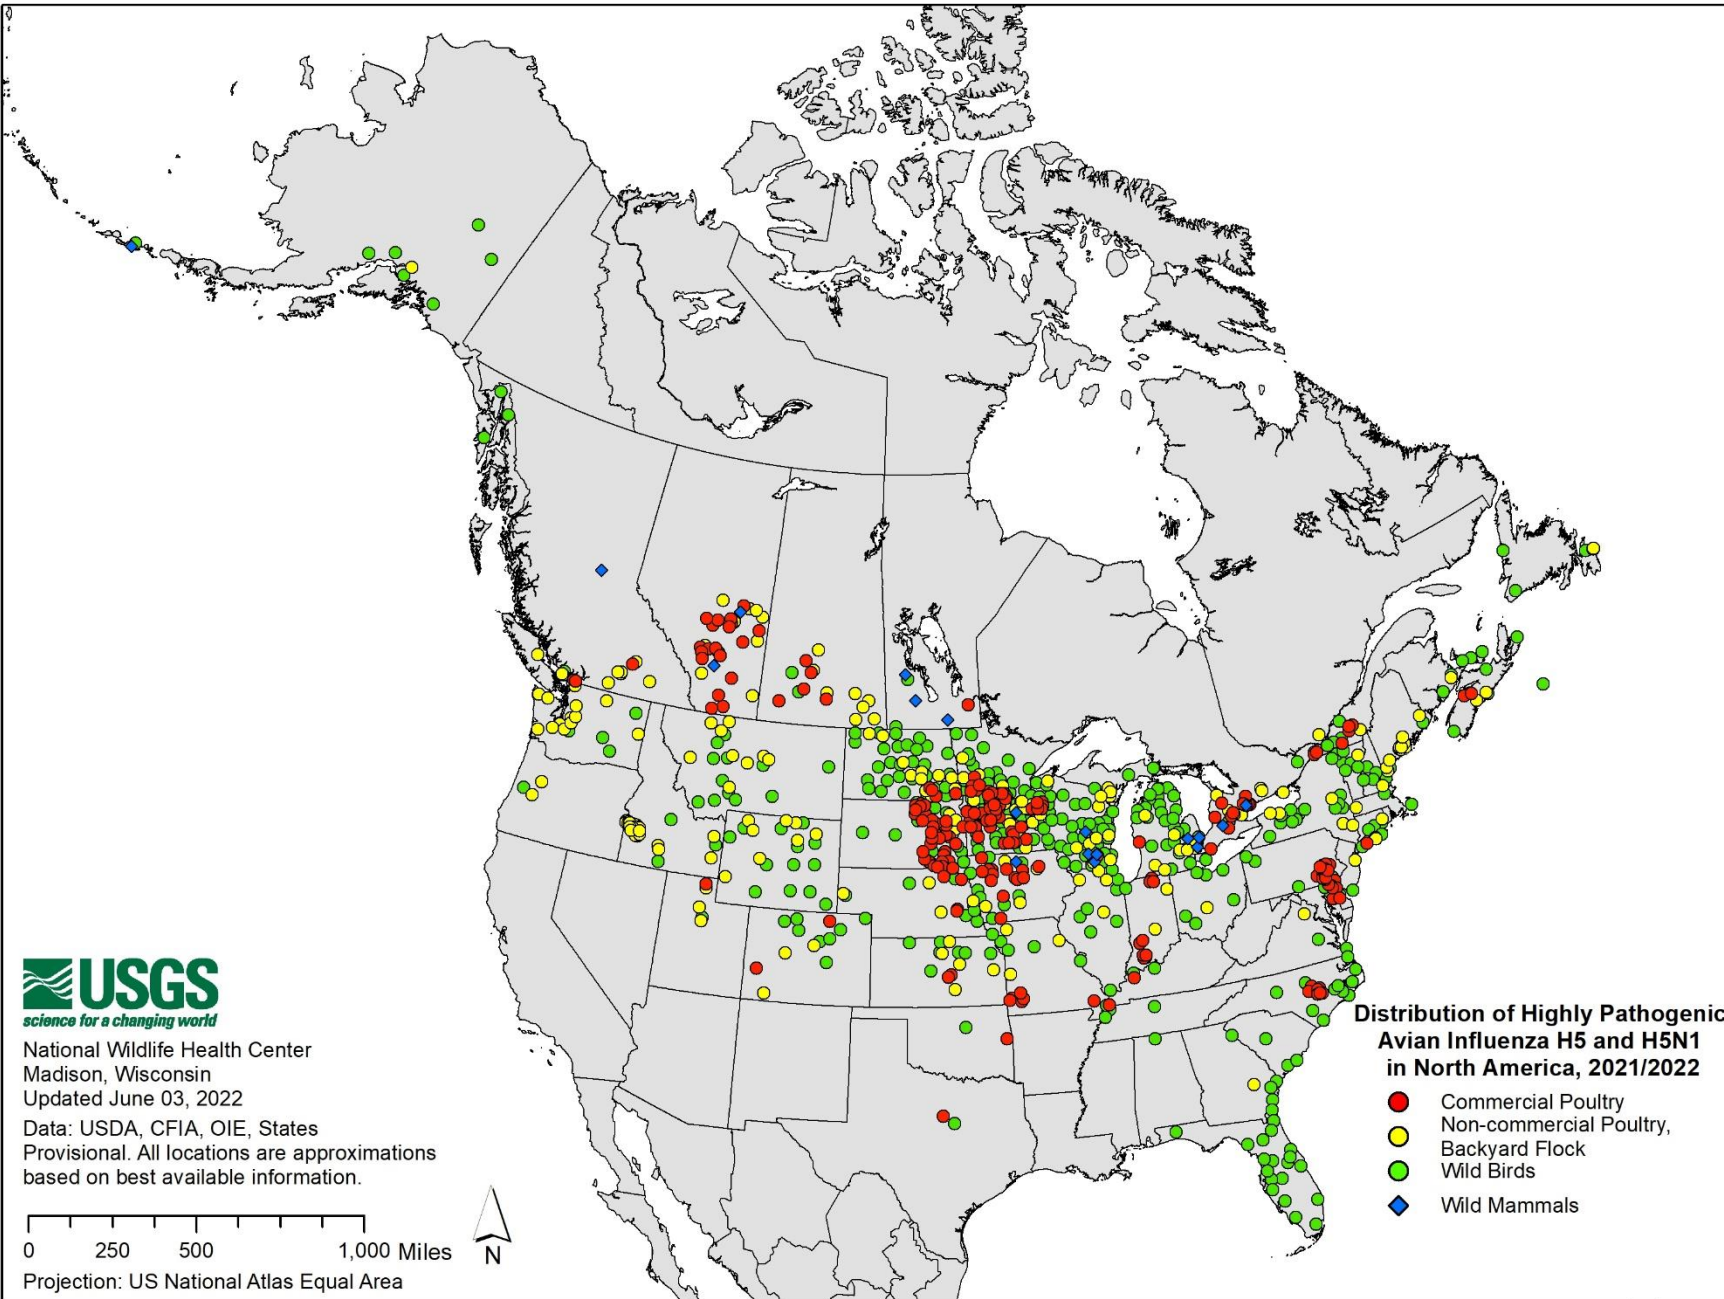 USGS
science for a changing world
National Wildlife Health Center
Madison, Wisconsin
Updated June 03, 2022
Data: USDA, CFIA, OIE, States
Provisional. All locations are approximations
based on best available information.
0 250 500 1,000 Miles
Projection: US National Atlas Equal Area
N
Distribution of Highly Pathogenic
Avian Influenza H5 and H5N1
in North America, 2021/2022
Commercial Poultry
Non-commercial Poultry,
Backyard Flock
Wild Birds
Wild Mammals